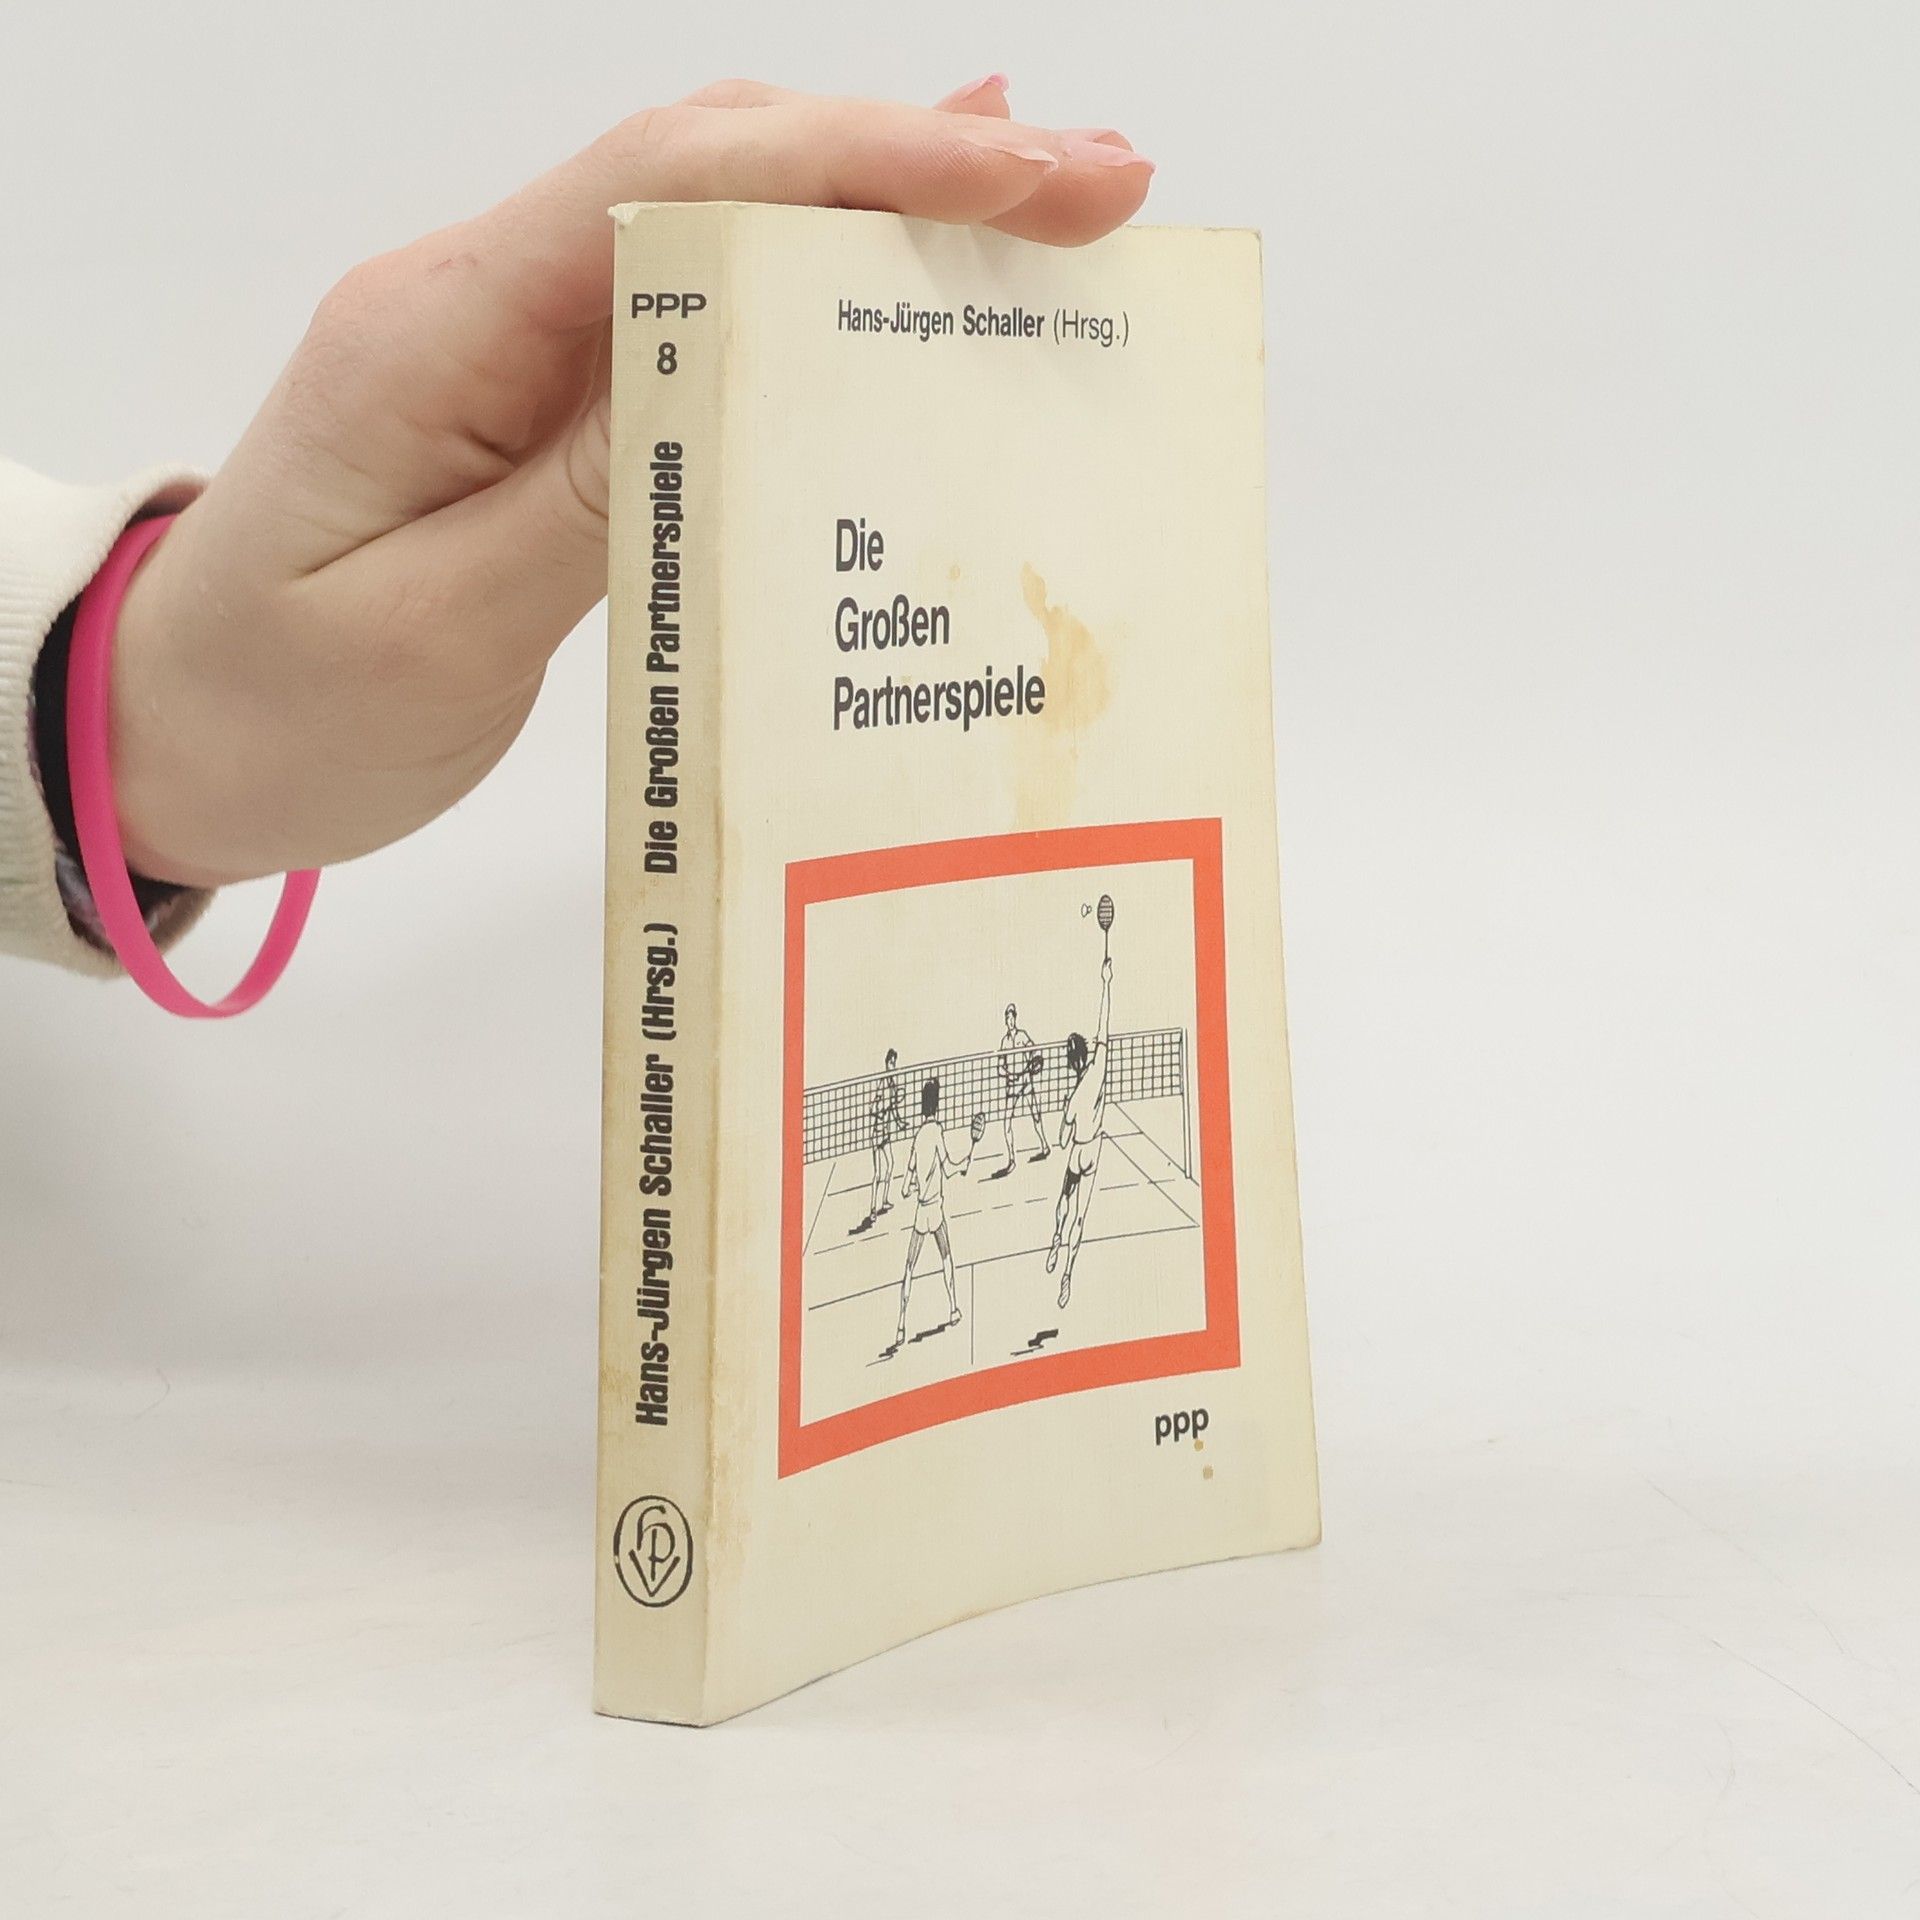 PPP
8
Hans-Jürgen Schaller (Hrsg.) Die Großen Partnerspiele
Hans-Jürgen Schaller (Hrsg.)
Die
Großen
Partnerspiele
ppp